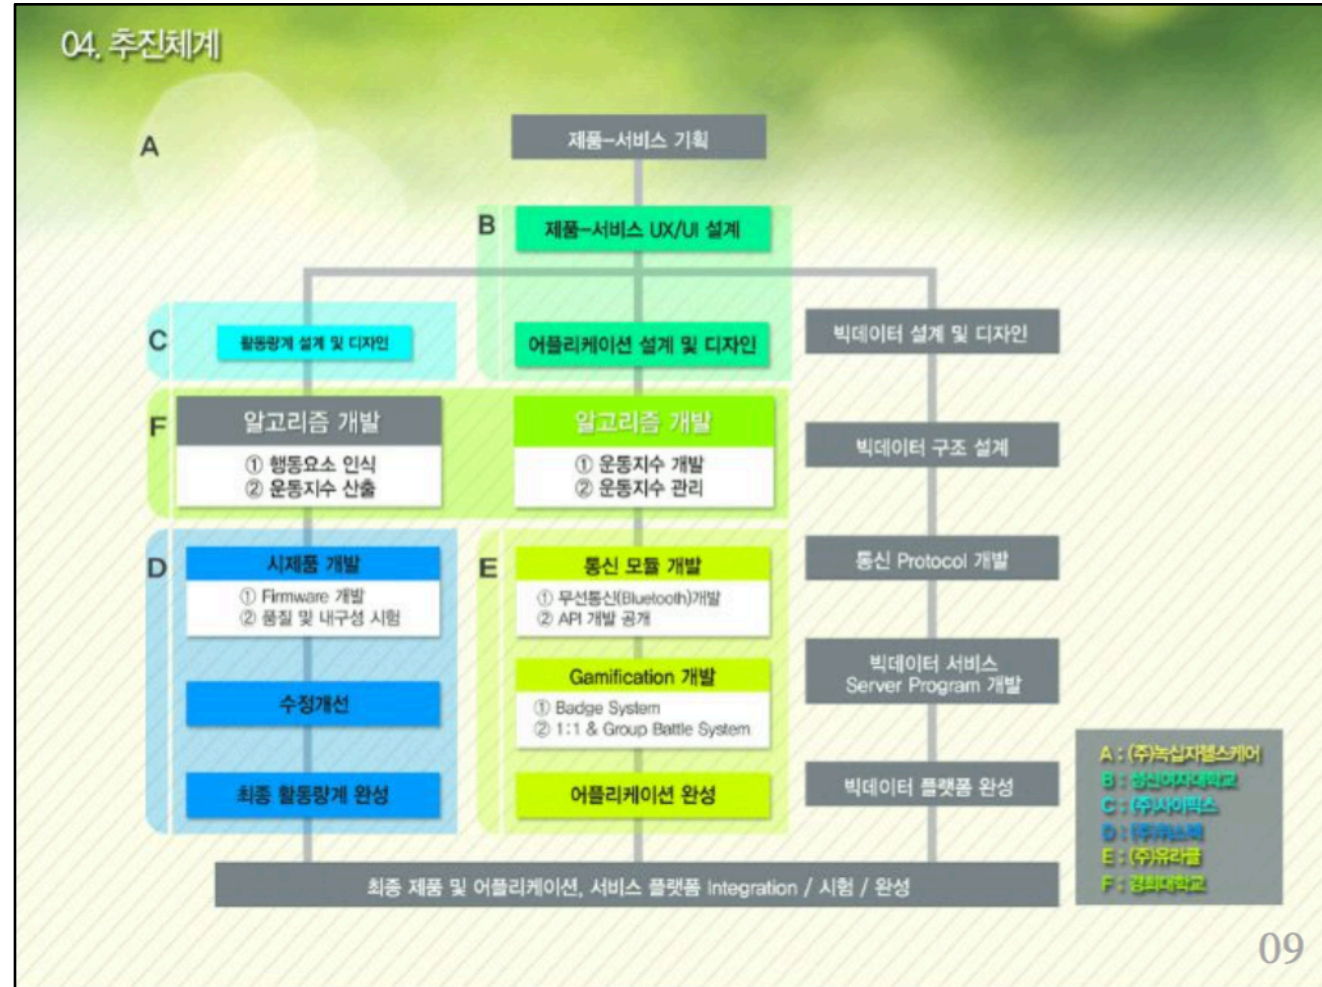 04. 추진체계
A
제품-서비스 기획
B
제품-서비스 UX/UI 설계
C
활동량계 설계 및 디자인
어플리케이션 설계 및 디자인
빅데이터 설계 및 디자인
F
알고리즘 개발
① 행동요소 인식
② 운동지수 산출
알고리즘 개발
① 운동지수 개발
② 운동지수 관리
빅데이터 구조 설계
D
시제품 개발
① Firmware 개발
② 품질 및 내구성 시험
E
통신 모듈 개발
① 무선통신(Bluetooth)개발
② API 개발 공개
통신 Protocol 개발
수정개선
Gamification 개발
① Badge System
② 1:1 & Group Battle System
빅데이터 서비스
Server Program 개발
최종 활동량계 완성
어플리케이션 완성
빅데이터 플랫폼 완성
최종 제품 및 어플리케이션, 서비스 플랫폼 Integration / 시험 / 완성
A : (주)녹십자헬스케어
B : 성신여자대학교
C : (주)사이픽스
D : (주)
E : (주)유라클
F : 경희대학교
09